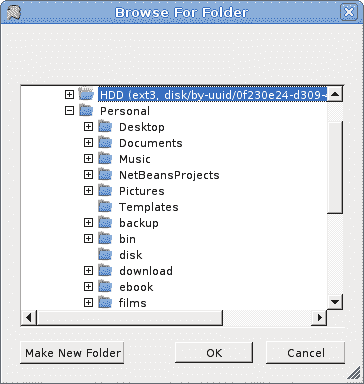 Browse For Folder
HDD (ext3, disk/by-uuid/0f230e24-d309-
Personal
Desktop
Documents
Music
NetBeansProjects
Pictures
Templates
backup
bin
disk
download
ebook
films
Make New Folder
OK
Cancel